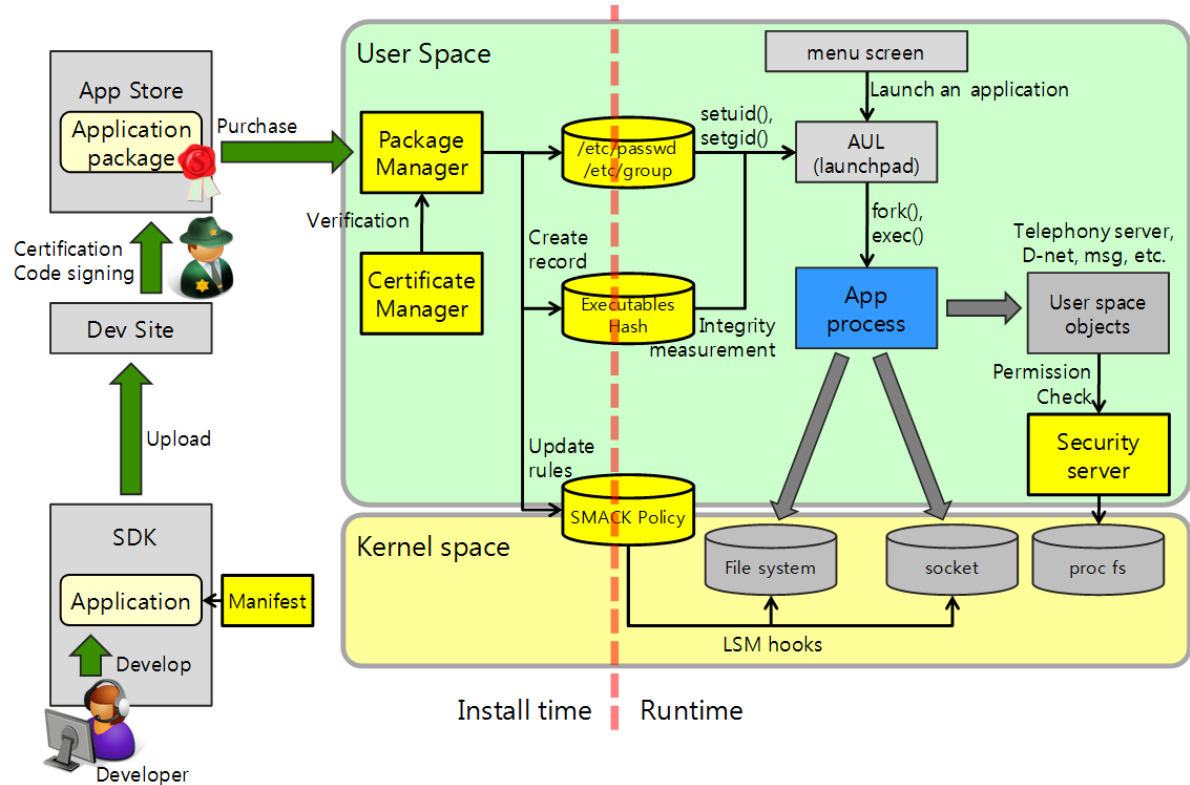 User Space
menu screen
App Store
Application
package
S
Purchase
Launch an application
setuid(),
setgid()
Package
Manager
/etc/passwd
/etc/group
AUL
(launchpad)
Verification
fork(),
exec()
Certification
Code signing
Create
record
Telephony server,
D-net, msg, etc.
Certificate
Manager
Executables
Hash
App
process
User space
objects
Dev Site
Integrity
measurement
Permission
Check
Upload
Update
rules
Security
server
SMACK Policy
SDK
Kernel space
File system
socket
proc fs
Application
Manifest
LSM hooks
Develop
Install time
Runtime
Developer